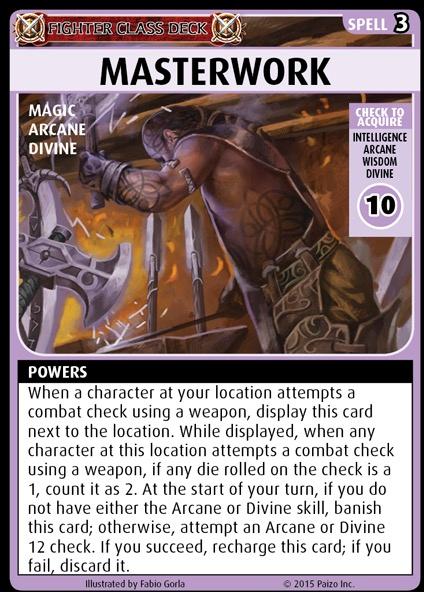 FIGHTER CLASS DECK
SPELL 3
MASTERWORK
MAGIC
ARCANE
DIVINE
CHECK TO
ACQUIRE
INTELLIGENCE
ARCANE
WISDOM
DIVINE
10
POWERS
When a character at your location attempts a
combat check using a weapon, display this card
next to the location. While displayed, when any
character at this location attempts a combat check
using a weapon, if any die rolled on the check is a
1, count it as 2. At the start of your turn, if you do
not have either the Arcane or Divine skill, banish
this card; otherwise, attempt an Arcane or Divine
12 check. If you succeed, recharge this card; if you
fail, discard it.
Illustrated by Fabio Gorla
© 2015 Paizo Inc.